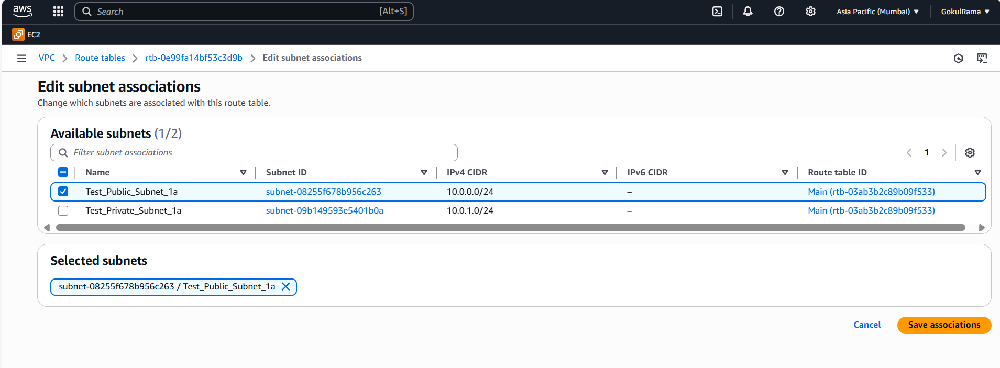 aws Search [Alt+S] Asia Pacific (Mumbai) GokulRama
EC2
VPC Route tables rtb-0e99fa14bf53c3d9b Edit subnet associations
Edit subnet associations
Change which subnets are associated with this route table.
Available subnets (1/2)
Filter subnet associations 1
Name Subnet ID IPv4 CIDR IPv6 CIDR Route table ID
Test_Public_Subnet_1a subnet-08255f678b956c263 10.0.0.0/24 – Main (rtb-03ab3b2c89b09f533)
Test_Private_Subnet_1a subnet-09b149593e5401b0a 10.0.1.0/24 – Main (rtb-03ab3b2c89b09f533)
Selected subnets
subnet-08255f678b956c263 / Test_Public_Subnet_1a
Cancel Save associations